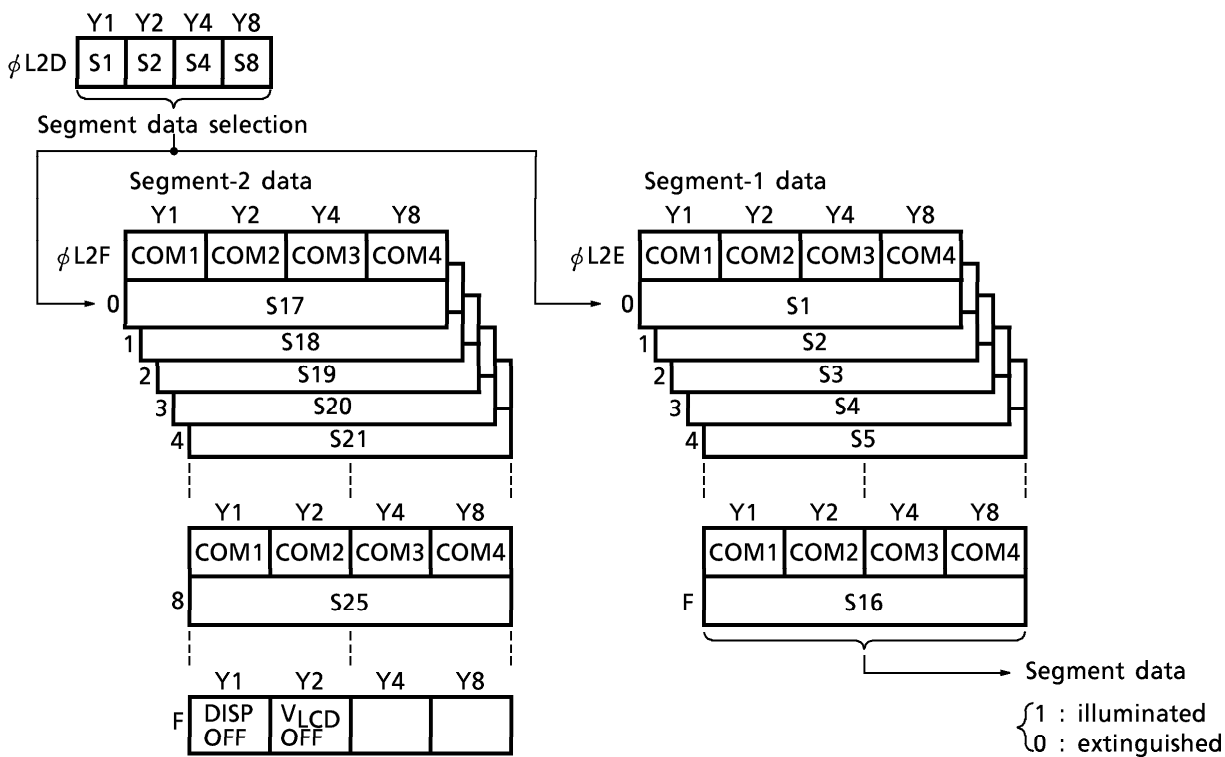 Y1 Y2 Y4 Y8
ϕL2D S1 S2 S4 S8
Segment data selection
Segment-2 data
Y1 Y2 Y4 Y8
ϕL2F COM1 COM2 COM3 COM4
0 S17
1 S18
2 S19
3 S20
4 S21
Y1 Y2 Y4 Y8
COM1 COM2 COM3 COM4
8 S25
Y1 Y2 Y4 Y8
F DISP OFF VLCD OFF
Segment-1 data
Y1 Y2 Y4 Y8
ϕL2E COM1 COM2 COM3 COM4
0 S1
1 S2
2 S3
3 S4
4 S5
Y1 Y2 Y4 Y8
COM1 COM2 COM3 COM4
F S16
Segment data
1 : illuminated
0 : extinguished